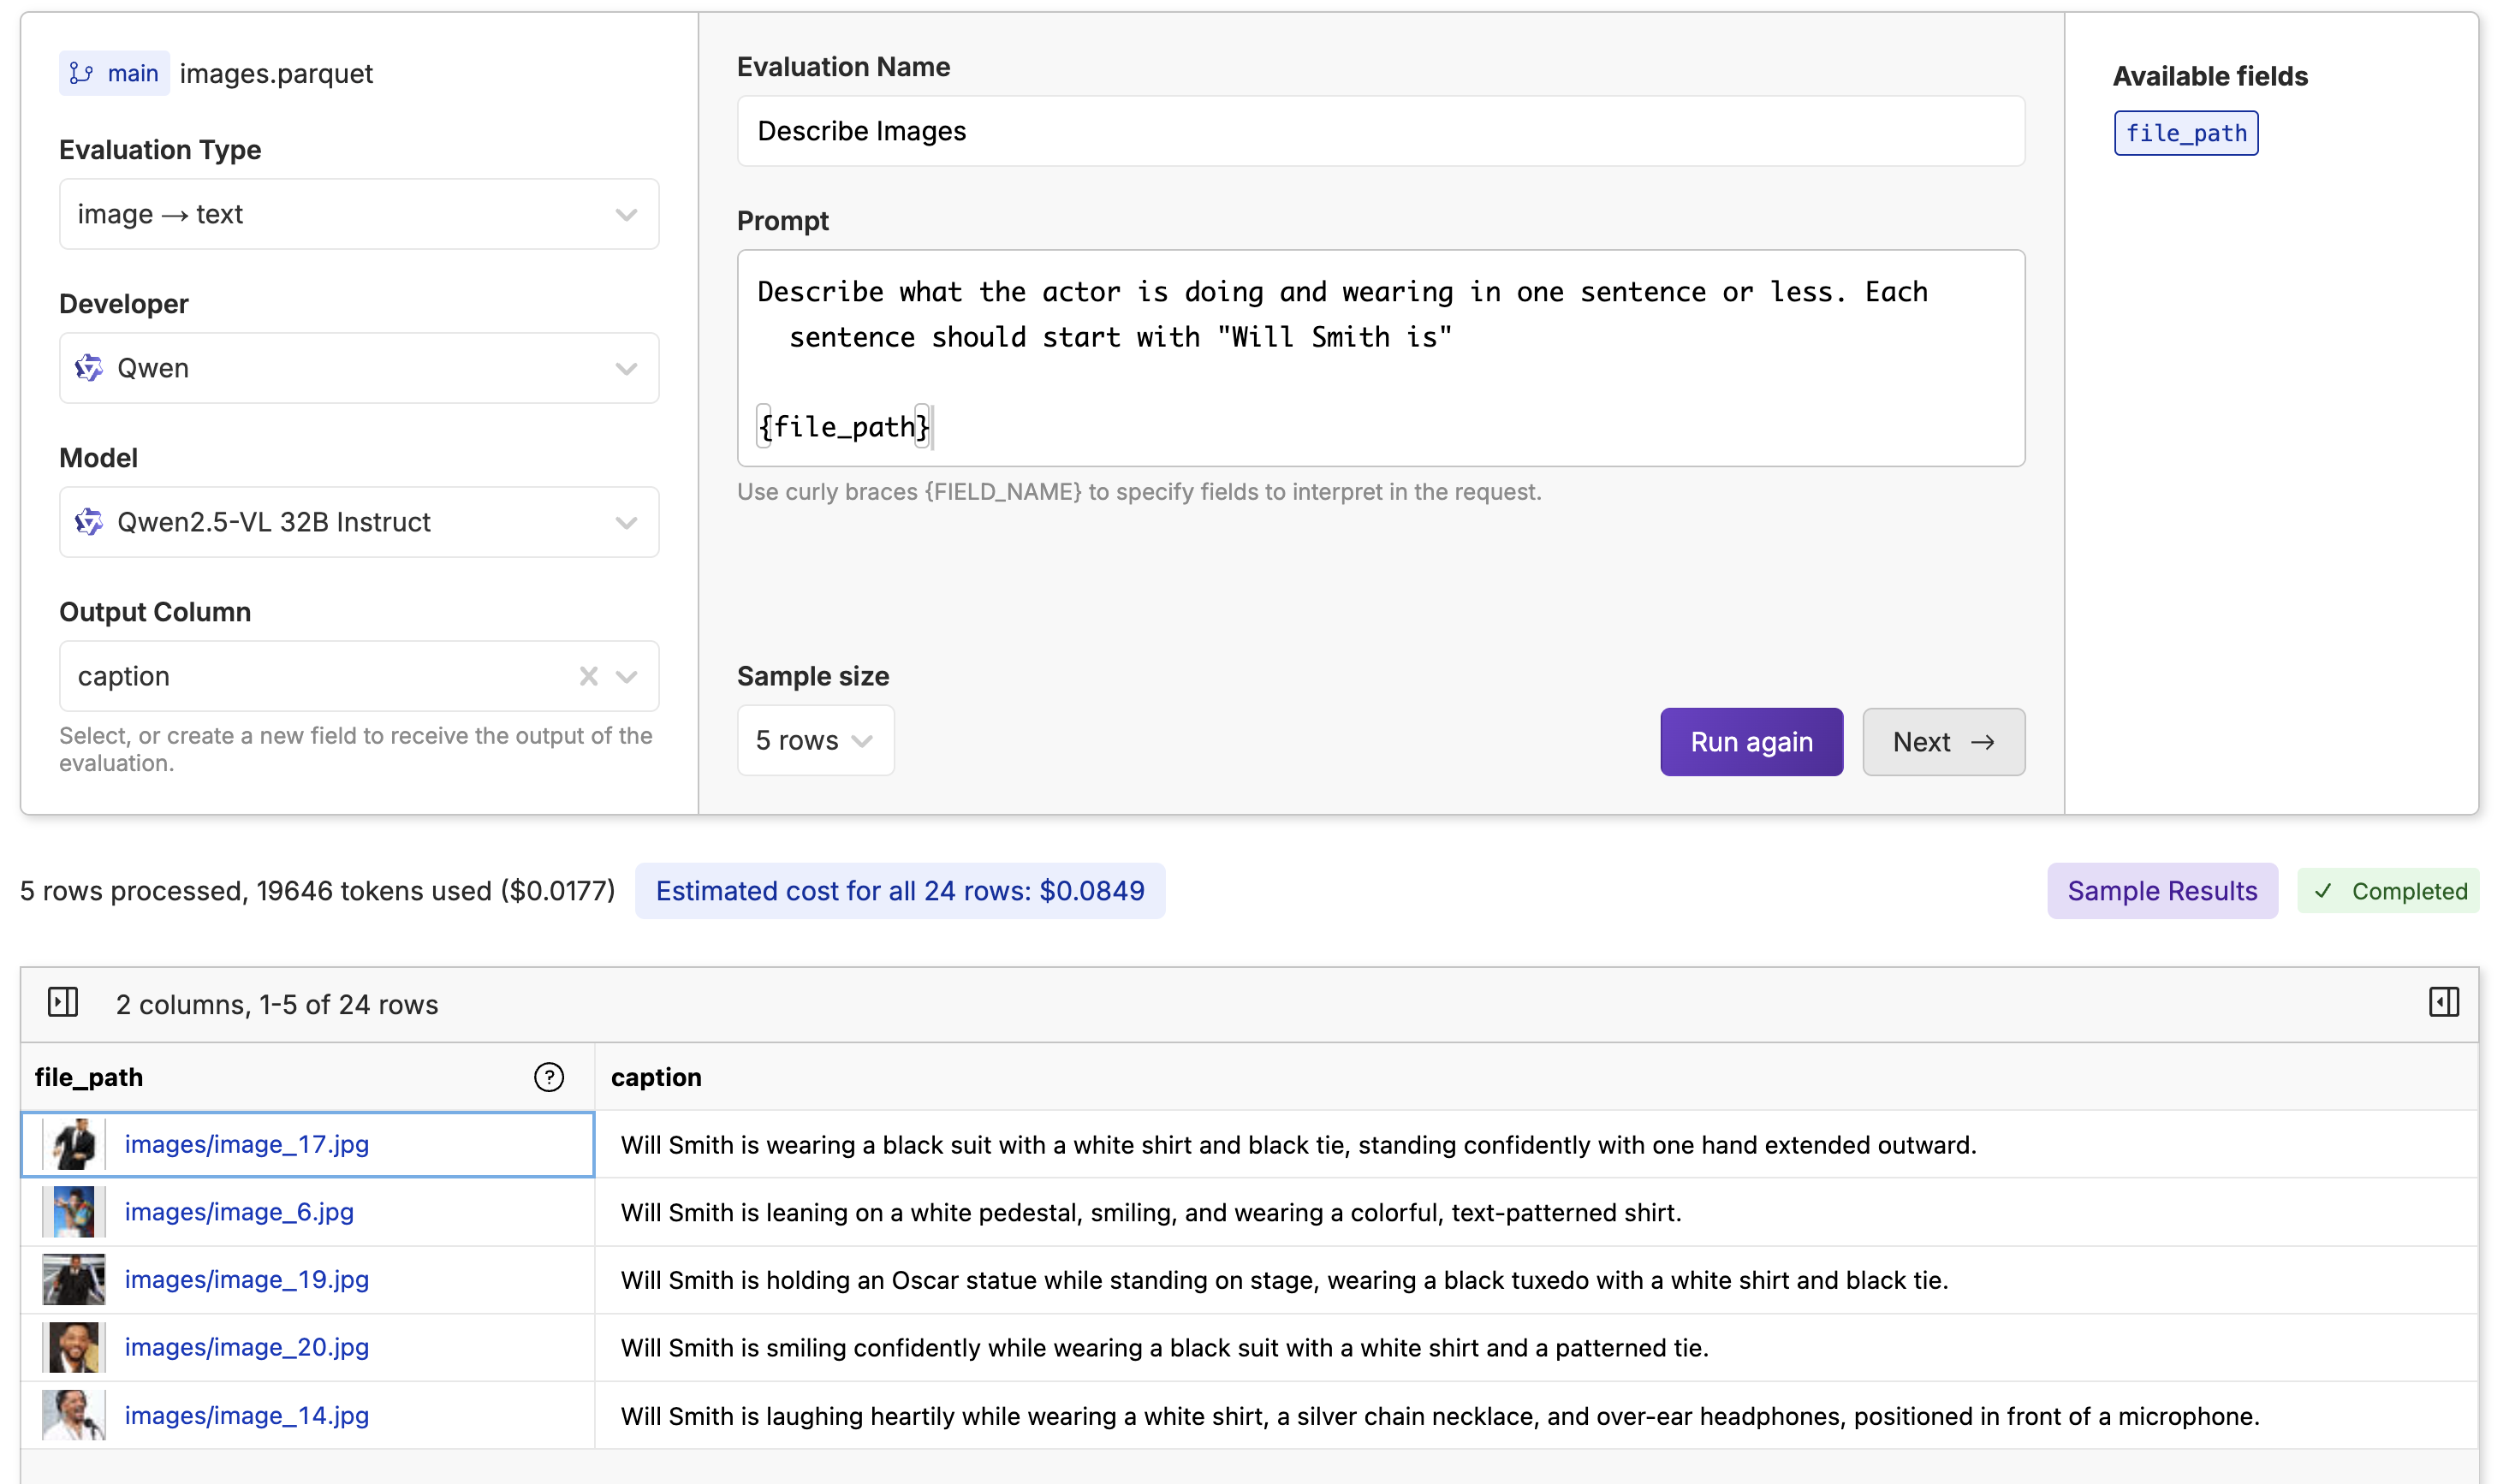 main images.parquet
Evaluation Type
image → text
Developer
Qwen
Model
Qwen2.5-VL 32B Instruct
Output Column
caption
Select, or create a new field to receive the output of the
evaluation.
Evaluation Name
Describe Images
Prompt
Describe what the actor is doing and wearing in one sentence or less. Each
sentence should start with "Will Smith is"
{file_path}
Use curly braces {FIELD_NAME} to specify fields to interpret in the request.
Sample size
5 rows
Run again
Next →
Available fields
file_path
5 rows processed, 19646 tokens used ($0.0177)
Estimated cost for all 24 rows: $0.0849
Sample Results
✓ Completed
2 columns, 1-5 of 24 rows
file_path ? caption
images/image_17.jpg Will Smith is wearing a black suit with a white shirt and black tie, standing confidently with one hand extended outward.
images/image_6.jpg Will Smith is leaning on a white pedestal, smiling, and wearing a colorful, text-patterned shirt.
images/image_19.jpg Will Smith is holding an Oscar statue while standing on stage, wearing a black tuxedo with a white shirt and black tie.
images/image_20.jpg Will Smith is smiling confidently while wearing a black suit with a white shirt and a patterned tie.
images/image_14.jpg Will Smith is laughing heartily while wearing a white shirt, a silver chain necklace, and over-ear headphones, positioned in front of a microphone.